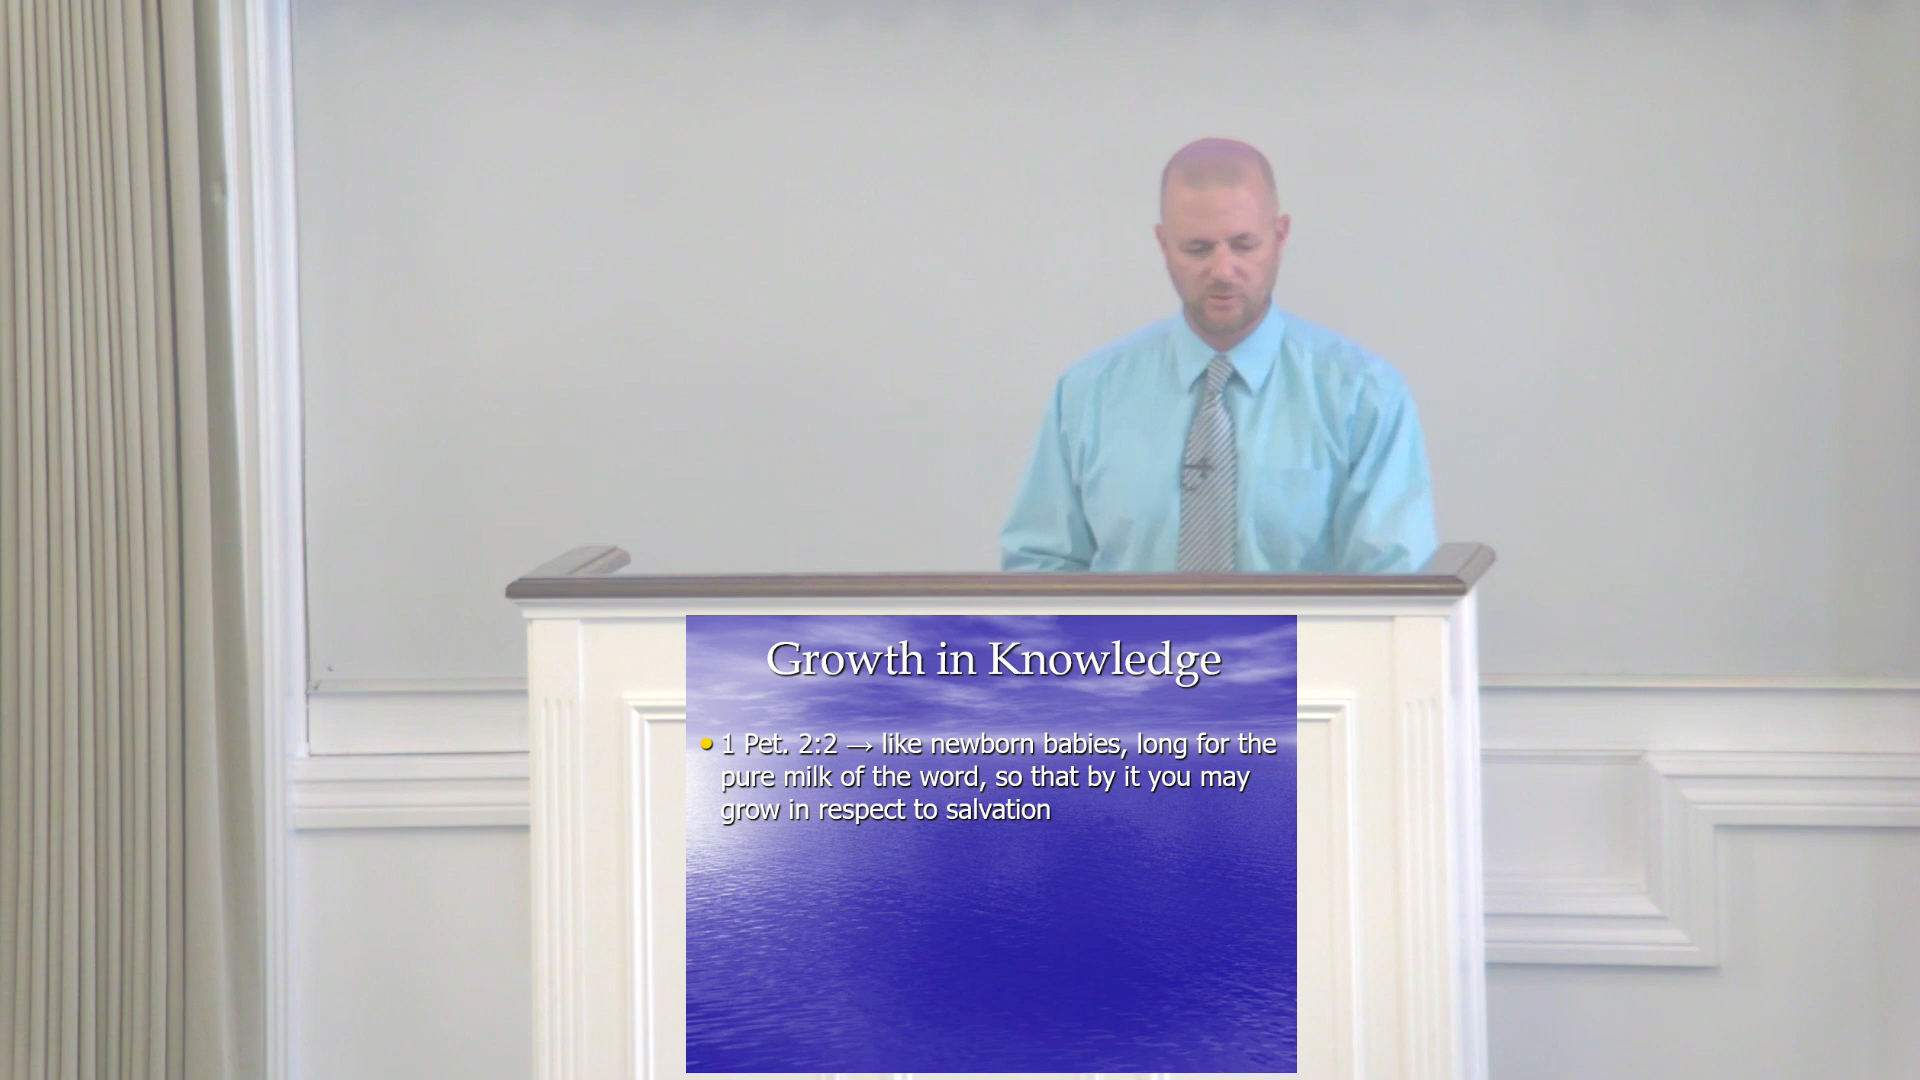 Growth in Knowledge
• 1 Pet. 2:2 → like newborn babies, long for the
pure milk of the word, so that by it you may
grow in respect to salvation